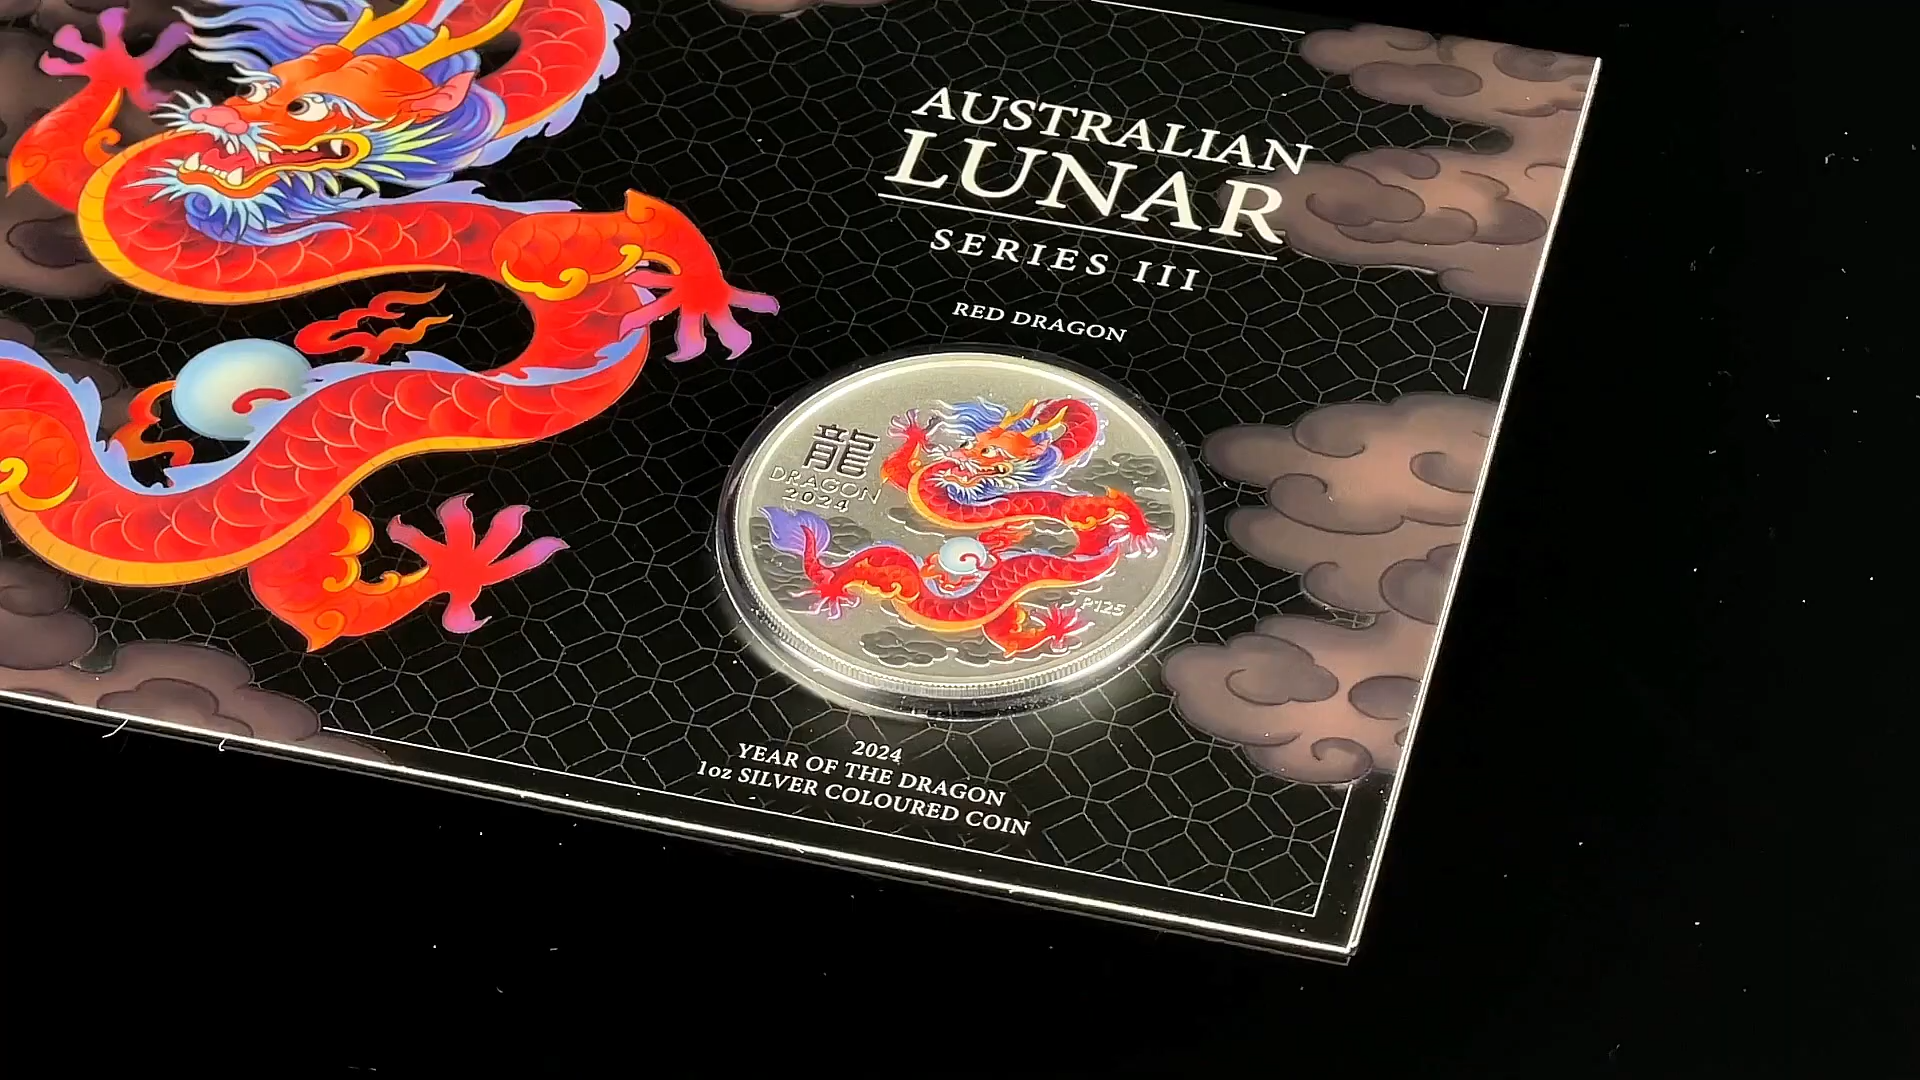 AUSTRALIAN
LUNAR
SERIES III
RED DRAGON
龍
DRAGON
2024
P125
2024
YEAR OF THE DRAGON
1oz SILVER COLOURED COIN